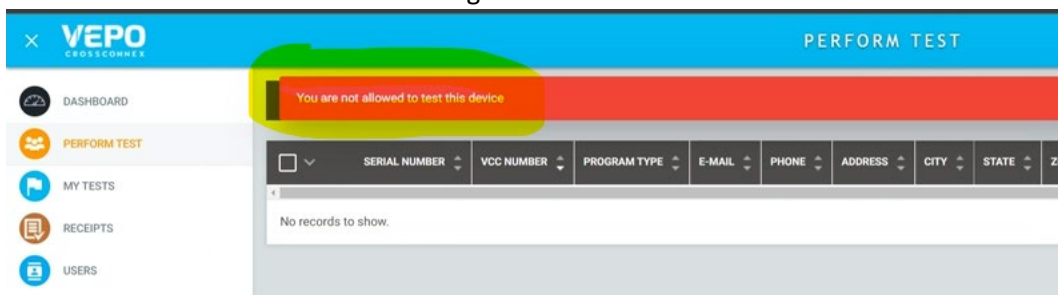 × VEPO
CROSSCONNEX
PERFORM TEST
DASHBOARD
You are not allowed to test this device
PERFORM TEST
SERIAL NUMBER VCC NUMBER PROGRAM TYPE E-MAIL PHONE ADDRESS CITY STATE
MY TESTS
No records to show.
RECEIPTS
USERS